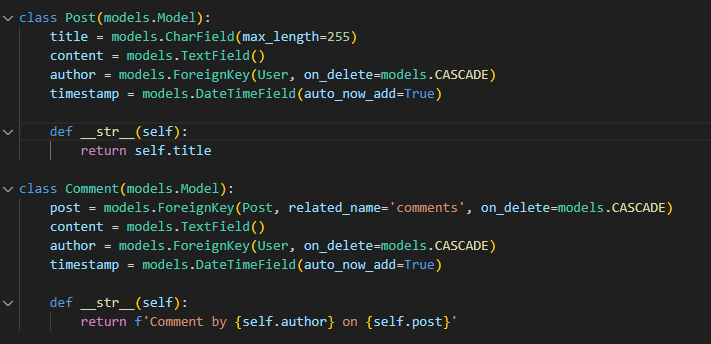 class Post(models.Model):
    title = models.CharField(max_length=255)
    content = models.TextField()
    author = models.ForeignKey(User, on_delete=models.CASCADE)
    timestamp = models.DateTimeField(auto_now_add=True)

    def __str__(self):
        return self.title

class Comment(models.Model):
    post = models.ForeignKey(Post, related_name='comments', on_delete=models.CASCADE)
    content = models.TextField()
    author = models.ForeignKey(User, on_delete=models.CASCADE)
    timestamp = models.DateTimeField(auto_now_add=True)

    def __str__(self):
        return f'Comment by {self.author} on {self.post}'